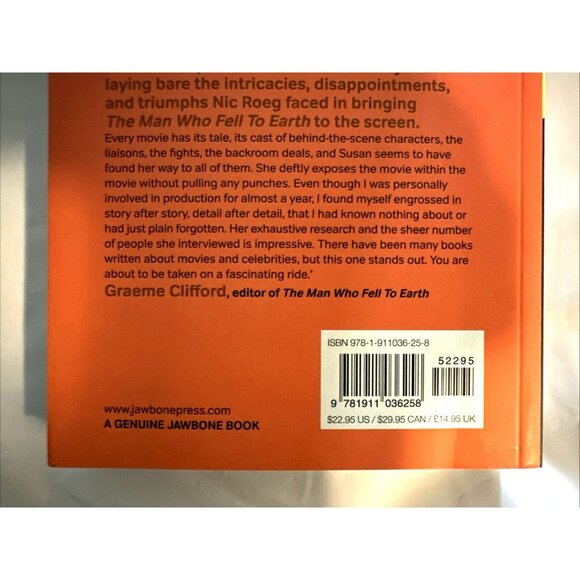 laying bare the intricacies, disappointments,
and triumphs Nic Roeg faced in bringing
The Man Who Fell To Earth to the screen.
Every movie has its tale, its cast of behind-the-scene characters, the
liaisons, the fights, the backroom deals, and Susan seems to have
found her way to all of them. She deftly exposes the movie within the
movie without pulling any punches. Even though I was personally
involved in production for almost a year, I found myself engrossed in
story after story, detail after detail, that I had known nothing about or
had just plain forgotten. Her exhaustive research and the sheer number
of people she interviewed is impressive. There have been many books
written about movies and celebrities, but this one stands out. You are
about to be taken on a fascinating ride.’
Graeme Clifford, editor of The Man Who Fell To Earth
ISBN 978-1-911036-25-8
52295
9 781911 036258
$22.95 US / $29.95 CAN / £14.95 UK
www.jawbonepress.com
A GENUINE JAWBONE BOOK